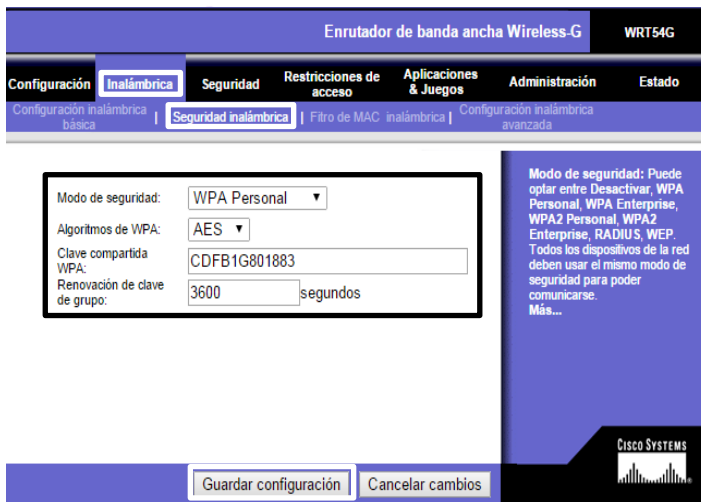 Enrutador de banda ancha Wireless-G
WRT54G
Configuración
Inalámbrica
Seguridad
Restricciones de
acceso
Aplicaciones
& Juegos
Administración
Estado
Configuración inalámbrica
básica
|
Seguridad inalámbrica
|
Fitro de MAC inalámbrica
|
Configuración inalámbrica
avanzada
Modo de seguridad:
WPA Personal
Algoritmos de WPA:
AES
Clave compartida
WPA:
CDFB1G801883
Renovación de clave
de grupo:
3600
segundos
Modo de seguridad: Puede
optar entre Desactivar, WPA
Personal, WPA Enterprise,
WPA2 Personal, WPA2
Enterprise, RADIUS, WEP.
Todos los dispositivos de la red
deben usar el mismo modo de
seguridad para poder
comunicarse.
Más...
Guardar configuración
Cancelar cambios
CISCO SYSTEMS